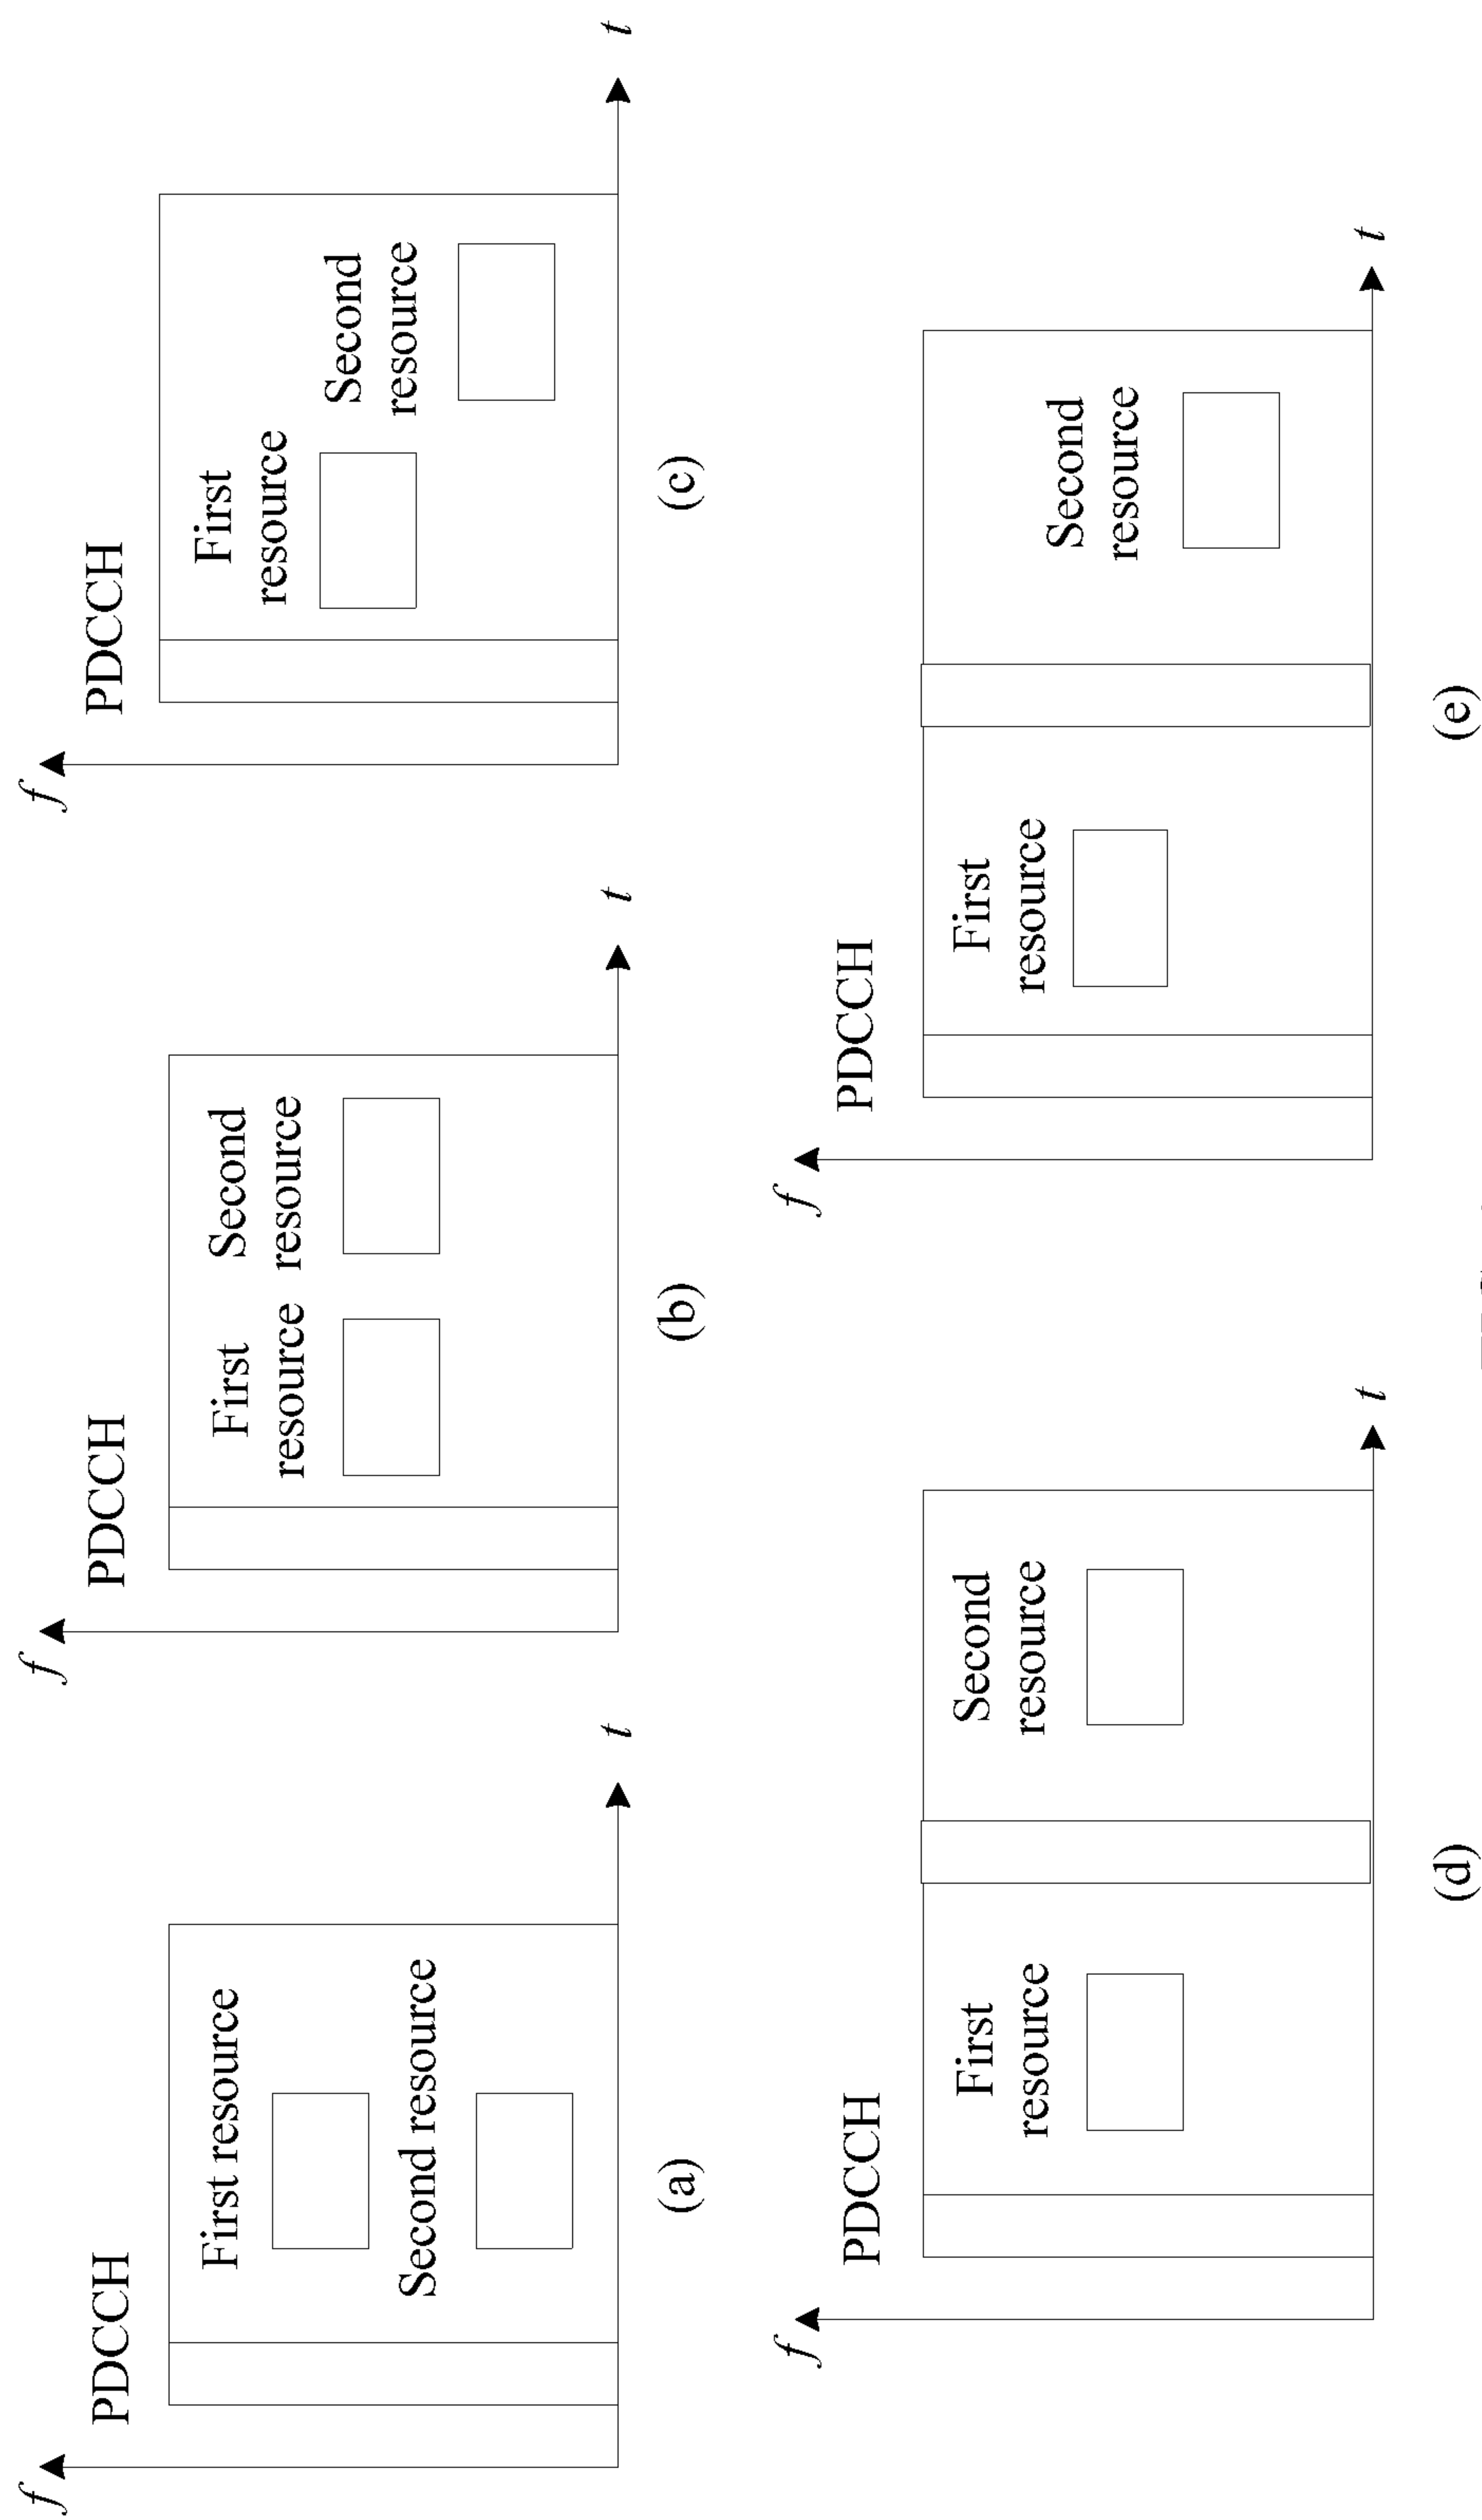 f
PDCCH
First resource
Second resource
t
(a)
f
PDCCH
First
resource
Second
resource
t
(b)
f
PDCCH
First
resource
Second
resource
t
(c)
f
PDCCH
First
resource
Second
resource
t
(d)
f
PDCCH
First
resource
Second
resource
t
(e)